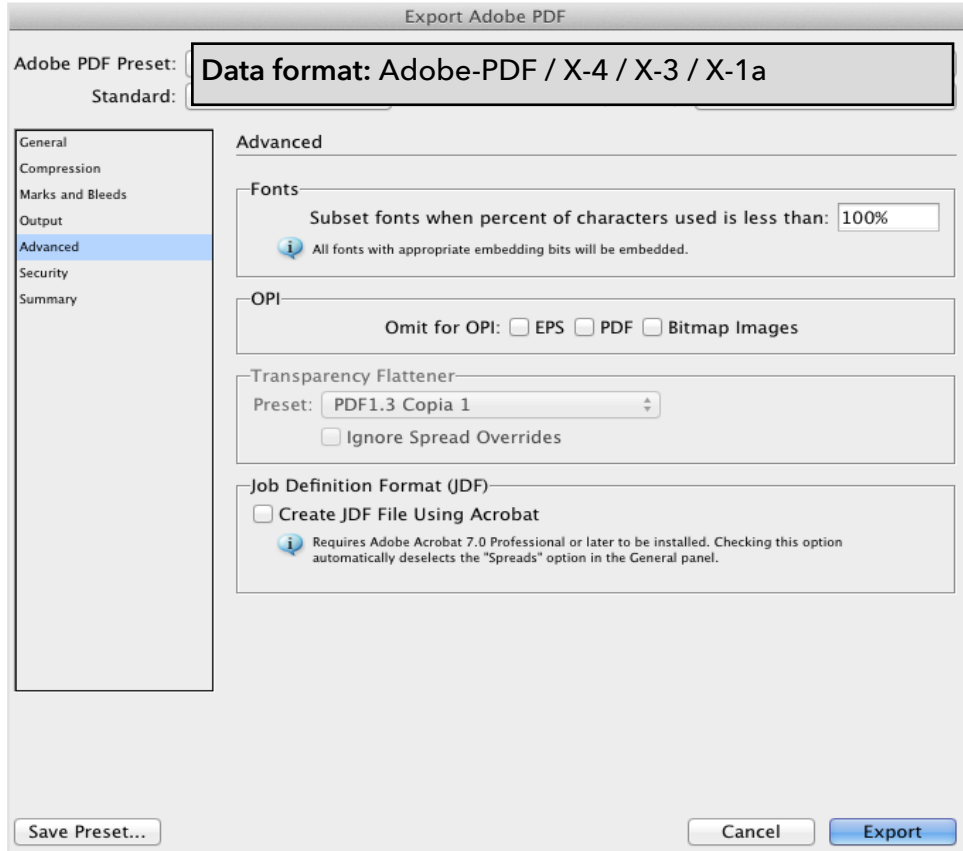 Export Adobe PDF
Adobe PDF Preset:
Data format: Adobe-PDF / X-4 / X-3 / X-1a
Standard:
General
Compression
Marks and Bleeds
Output
Advanced
Security
Summary
Advanced
Fonts
Subset fonts when percent of characters used is less than: 100%
All fonts with appropriate embedding bits will be embedded.
OPI
Omit for OPI: EPS PDF Bitmap Images
Transparency Flattener
Preset: PDF1.3 Copia 1
Ignore Spread Overrides
Job Definition Format (JDF)
Create JDF File Using Acrobat
Requires Adobe Acrobat 7.0 Professional or later to be installed. Checking this option
automatically deselects the "Spreads" option in the General panel.
Save Preset...
Cancel
Export